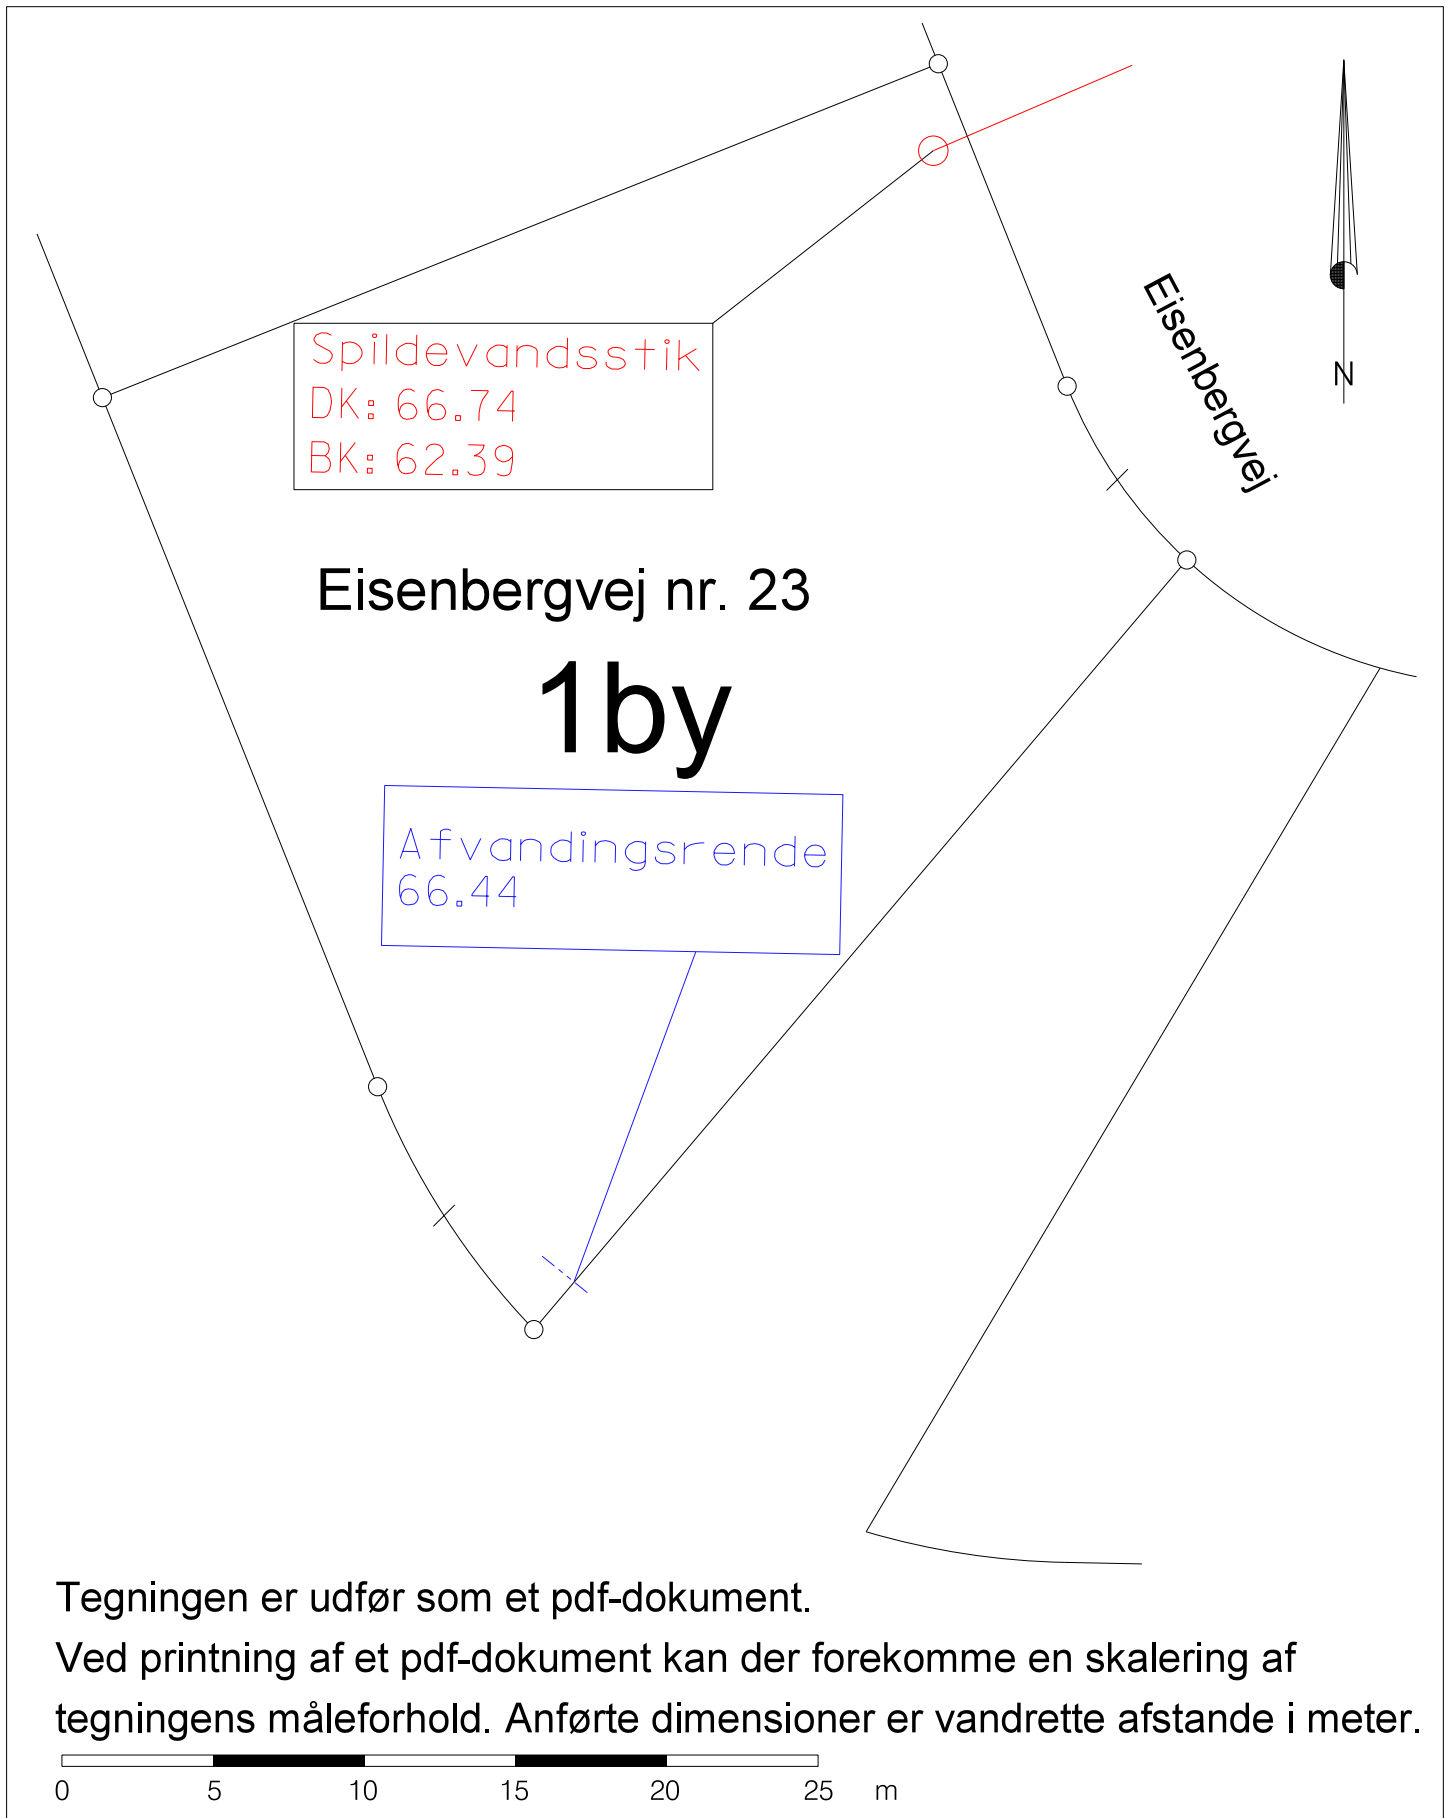 Spildevandsstik
DK: 66.74
BK: 62.39
Eisenbergvej
N
Eisenbergvej nr. 23
1by
Afvandingsrende
66.44
Tegningen er udfør som et pdf-dokument.
Ved printning af et pdf-dokument kan der forekomme en skalering af
tegningens måleforhold. Anførte dimensioner er vandrette afstande i meter.
0 5 10 15 20 25 m